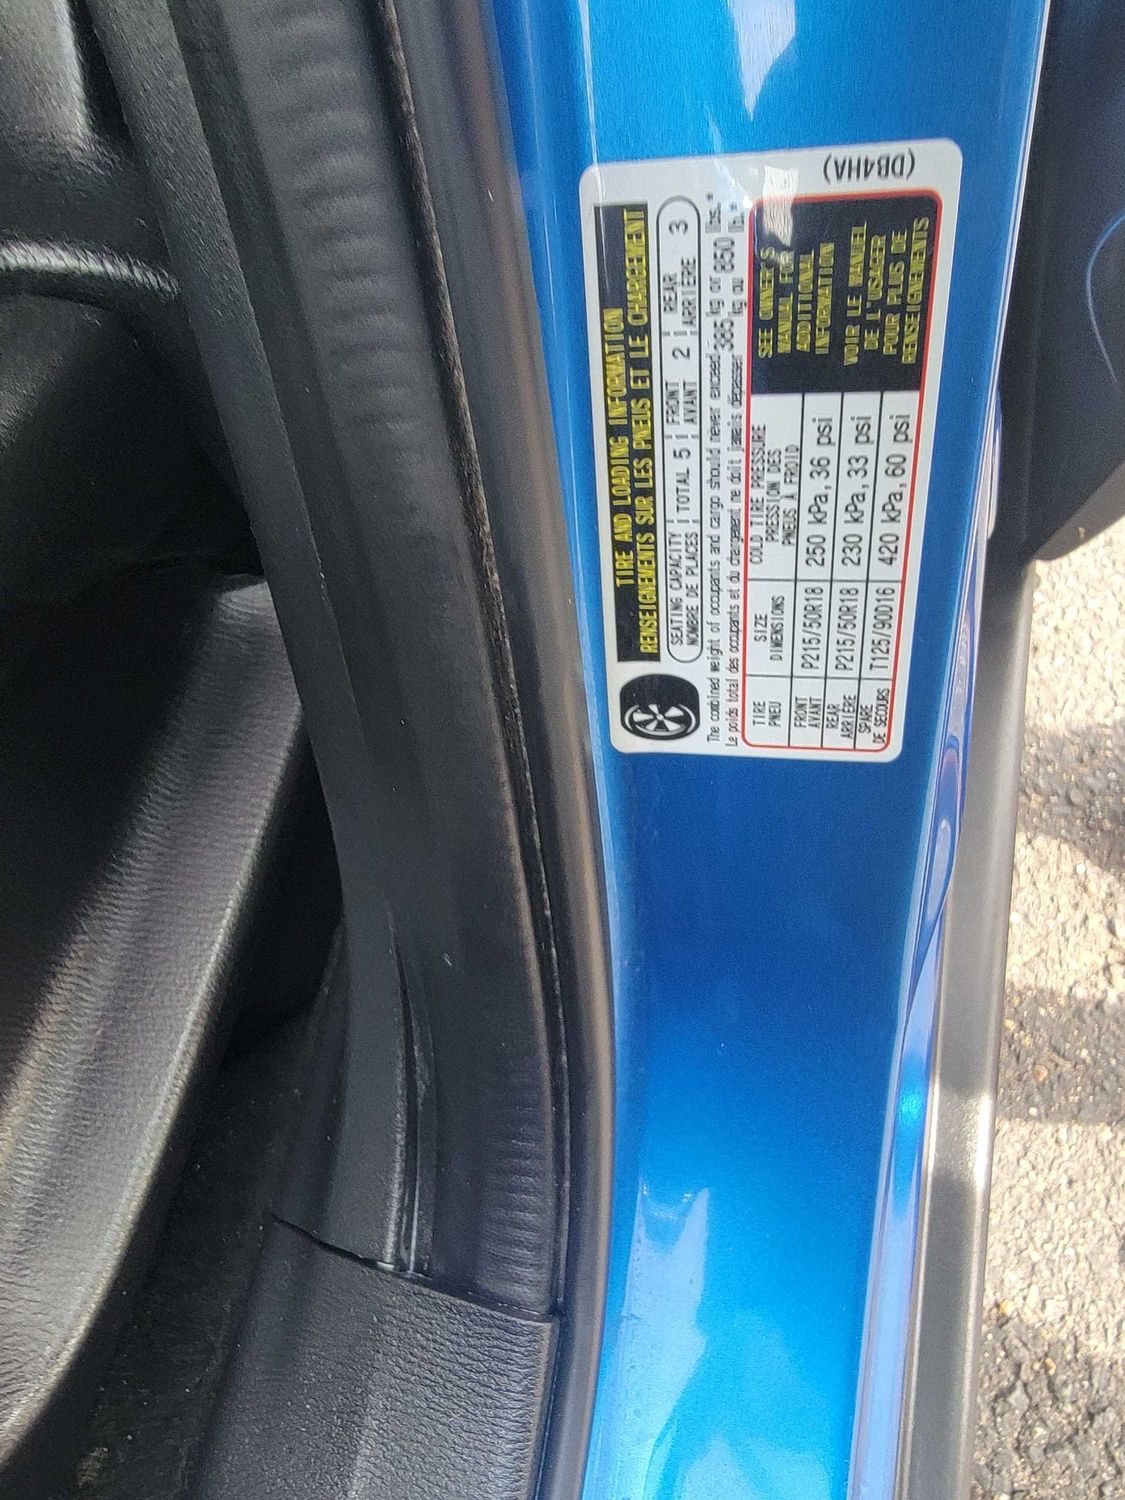 TIRE AND LOADING INFORMATION
RENSEIGNEMENTS SUR LES PNEUS ET LE CHARGEMENT
SEATING CAPACITY TOTAL 5 FRONT 2 REAR 3
NOMBRE DE PLACES AVANT ARRIÈRE
The combined weight of occupants and cargo should never exceed 385 kg or 850 lbs.*
Le poids total des occupants et du chargement ne doit jamais dépasser kg ou lb.*
TIRE SIZE COLD TIRE PRESSURE
PNEU DIMENSIONS PRESSION DES PNEUS À FROID
FRONT AVANT P215/50R18 250 kPa, 36 psi
REAR ARRIÈRE P215/50R18 230 kPa, 33 psi
SPARE DE SECOURS T125/90D16 420 kPa, 60 psi
SEE OWNER'S
MANUAL FOR
ADDITIONAL
INFORMATION
VOIR LE MANUEL
DE L'USAGER
POUR PLUS DE
RENSEIGNEMENTS
(DB4HA)